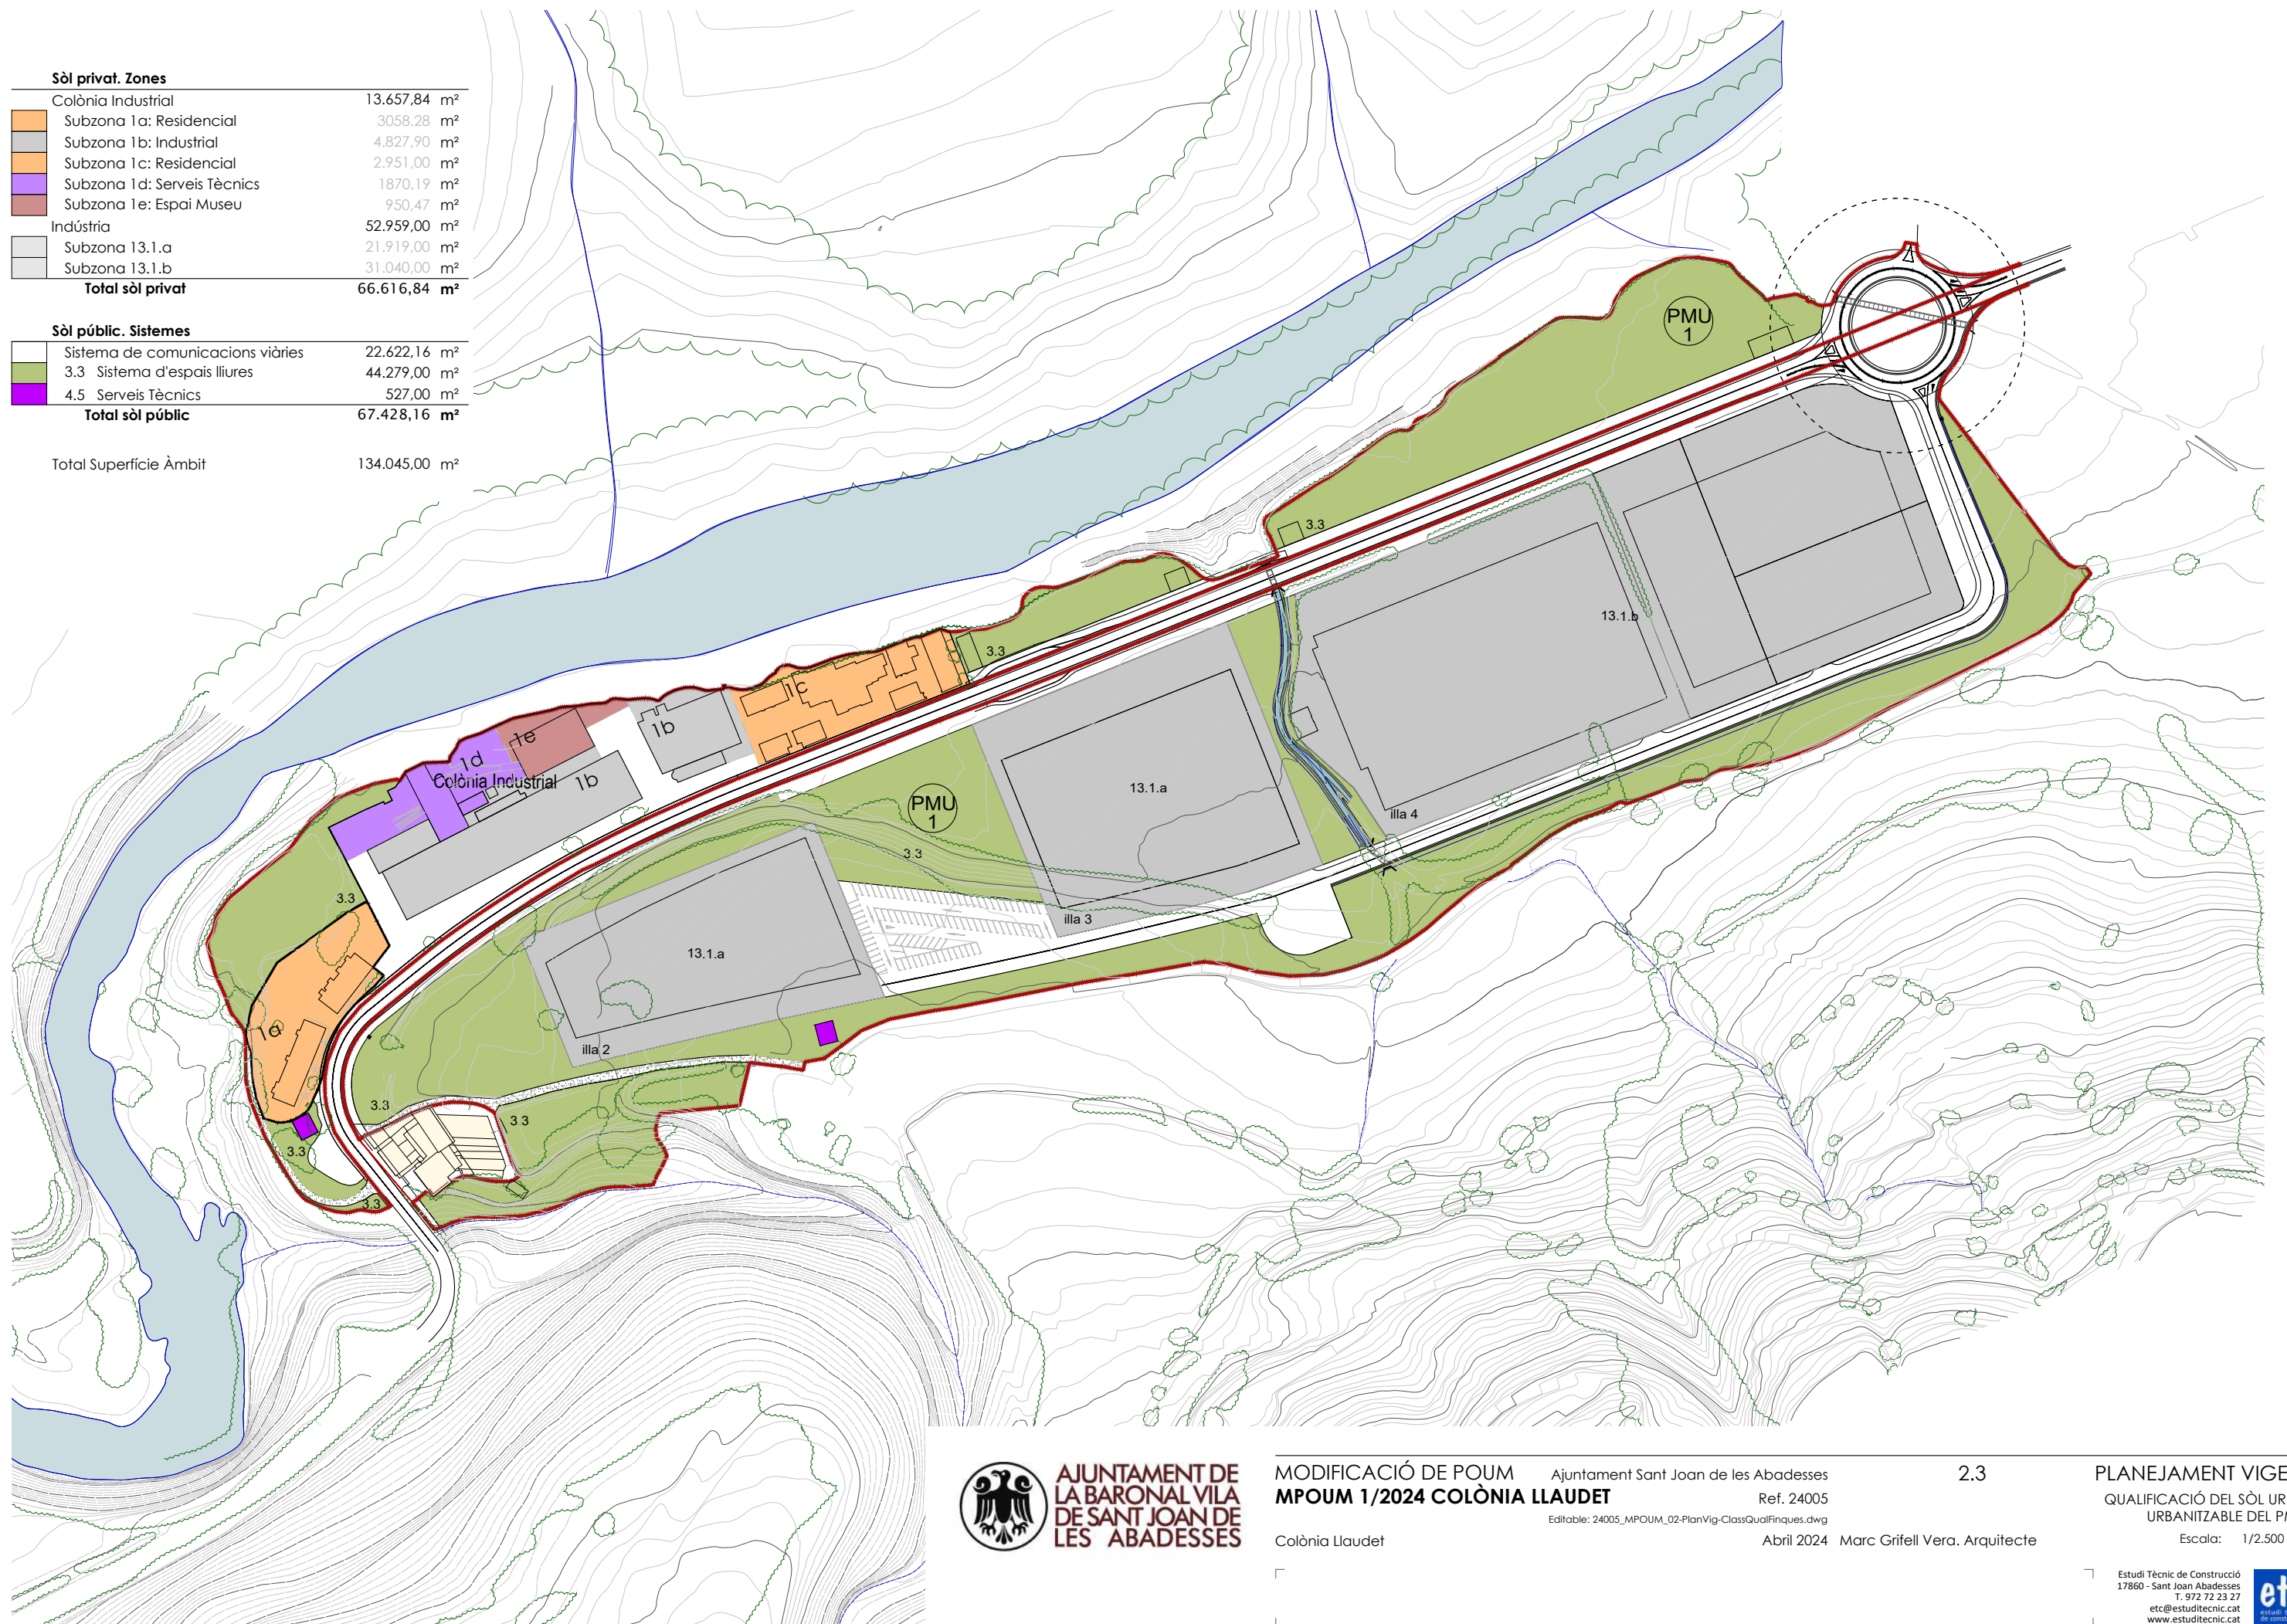 Sòl privat. Zones
Colònia Industrial 13.657,84 m²
Subzona 1a: Residencial 3058.28 m²
Subzona 1b: Industrial 4.827,90 m²
Subzona 1c: Residencial 2.951,00 m²
Subzona 1d: Serveis Tècnics 1870.19 m²
Subzona 1e: Espai Museu 950,47 m²
Indústria 52.959,00 m²
Subzona 13.1.a 21.919,00 m²
Subzona 13.1.b 31.040,00 m²
Total sòl privat 66.616,84 m²
Sòl públic. Sistemes
Sistema de comunicacions viàries 22.622,16 m²
3.3 Sistema d'espais lliures 44.279,00 m²
4.5 Serveis Tècnics 527,00 m²
Total sòl públic 67.428,16 m²
Total Superfície Àmbit 134.045,00 m²
PMU
1
3.3
13.1.b
3.3
1c
1b
1e
1d
Colònia Industrial
1b
13.1.a
PMU
1
illa 4
3.3
3.3
illa 3
13.1.a
1a
illa 2
3.3
3.3
3.3
3.3
AJUNTAMENT DE
LA BARONAL VILA
DE SANT JOAN DE
LES ABADESSES
MODIFICACIÓ DE POUM
MPOUM 1/2024 COLÒNIA LLAUDET
Colònia Llaudet
Ajuntament Sant Joan de les Abadesses
Ref. 24005
Editable: 24005_MPOUM_02-PlanVig-ClassQualFinques.dwg
Abril 2024 Marc Grifell Vera. Arquitecte
2.3
PLANEJAMENT VIGE
QUALIFICACIÓ DEL SÒL UR
URBANITZABLE DEL P
Escala: 1/2.500
Estudi Tècnic de Construcció
17860 - Sant Joan Abadesses
T. 972 72 23 27
etc@estuditecnic.cat
www.estuditecnic.cat